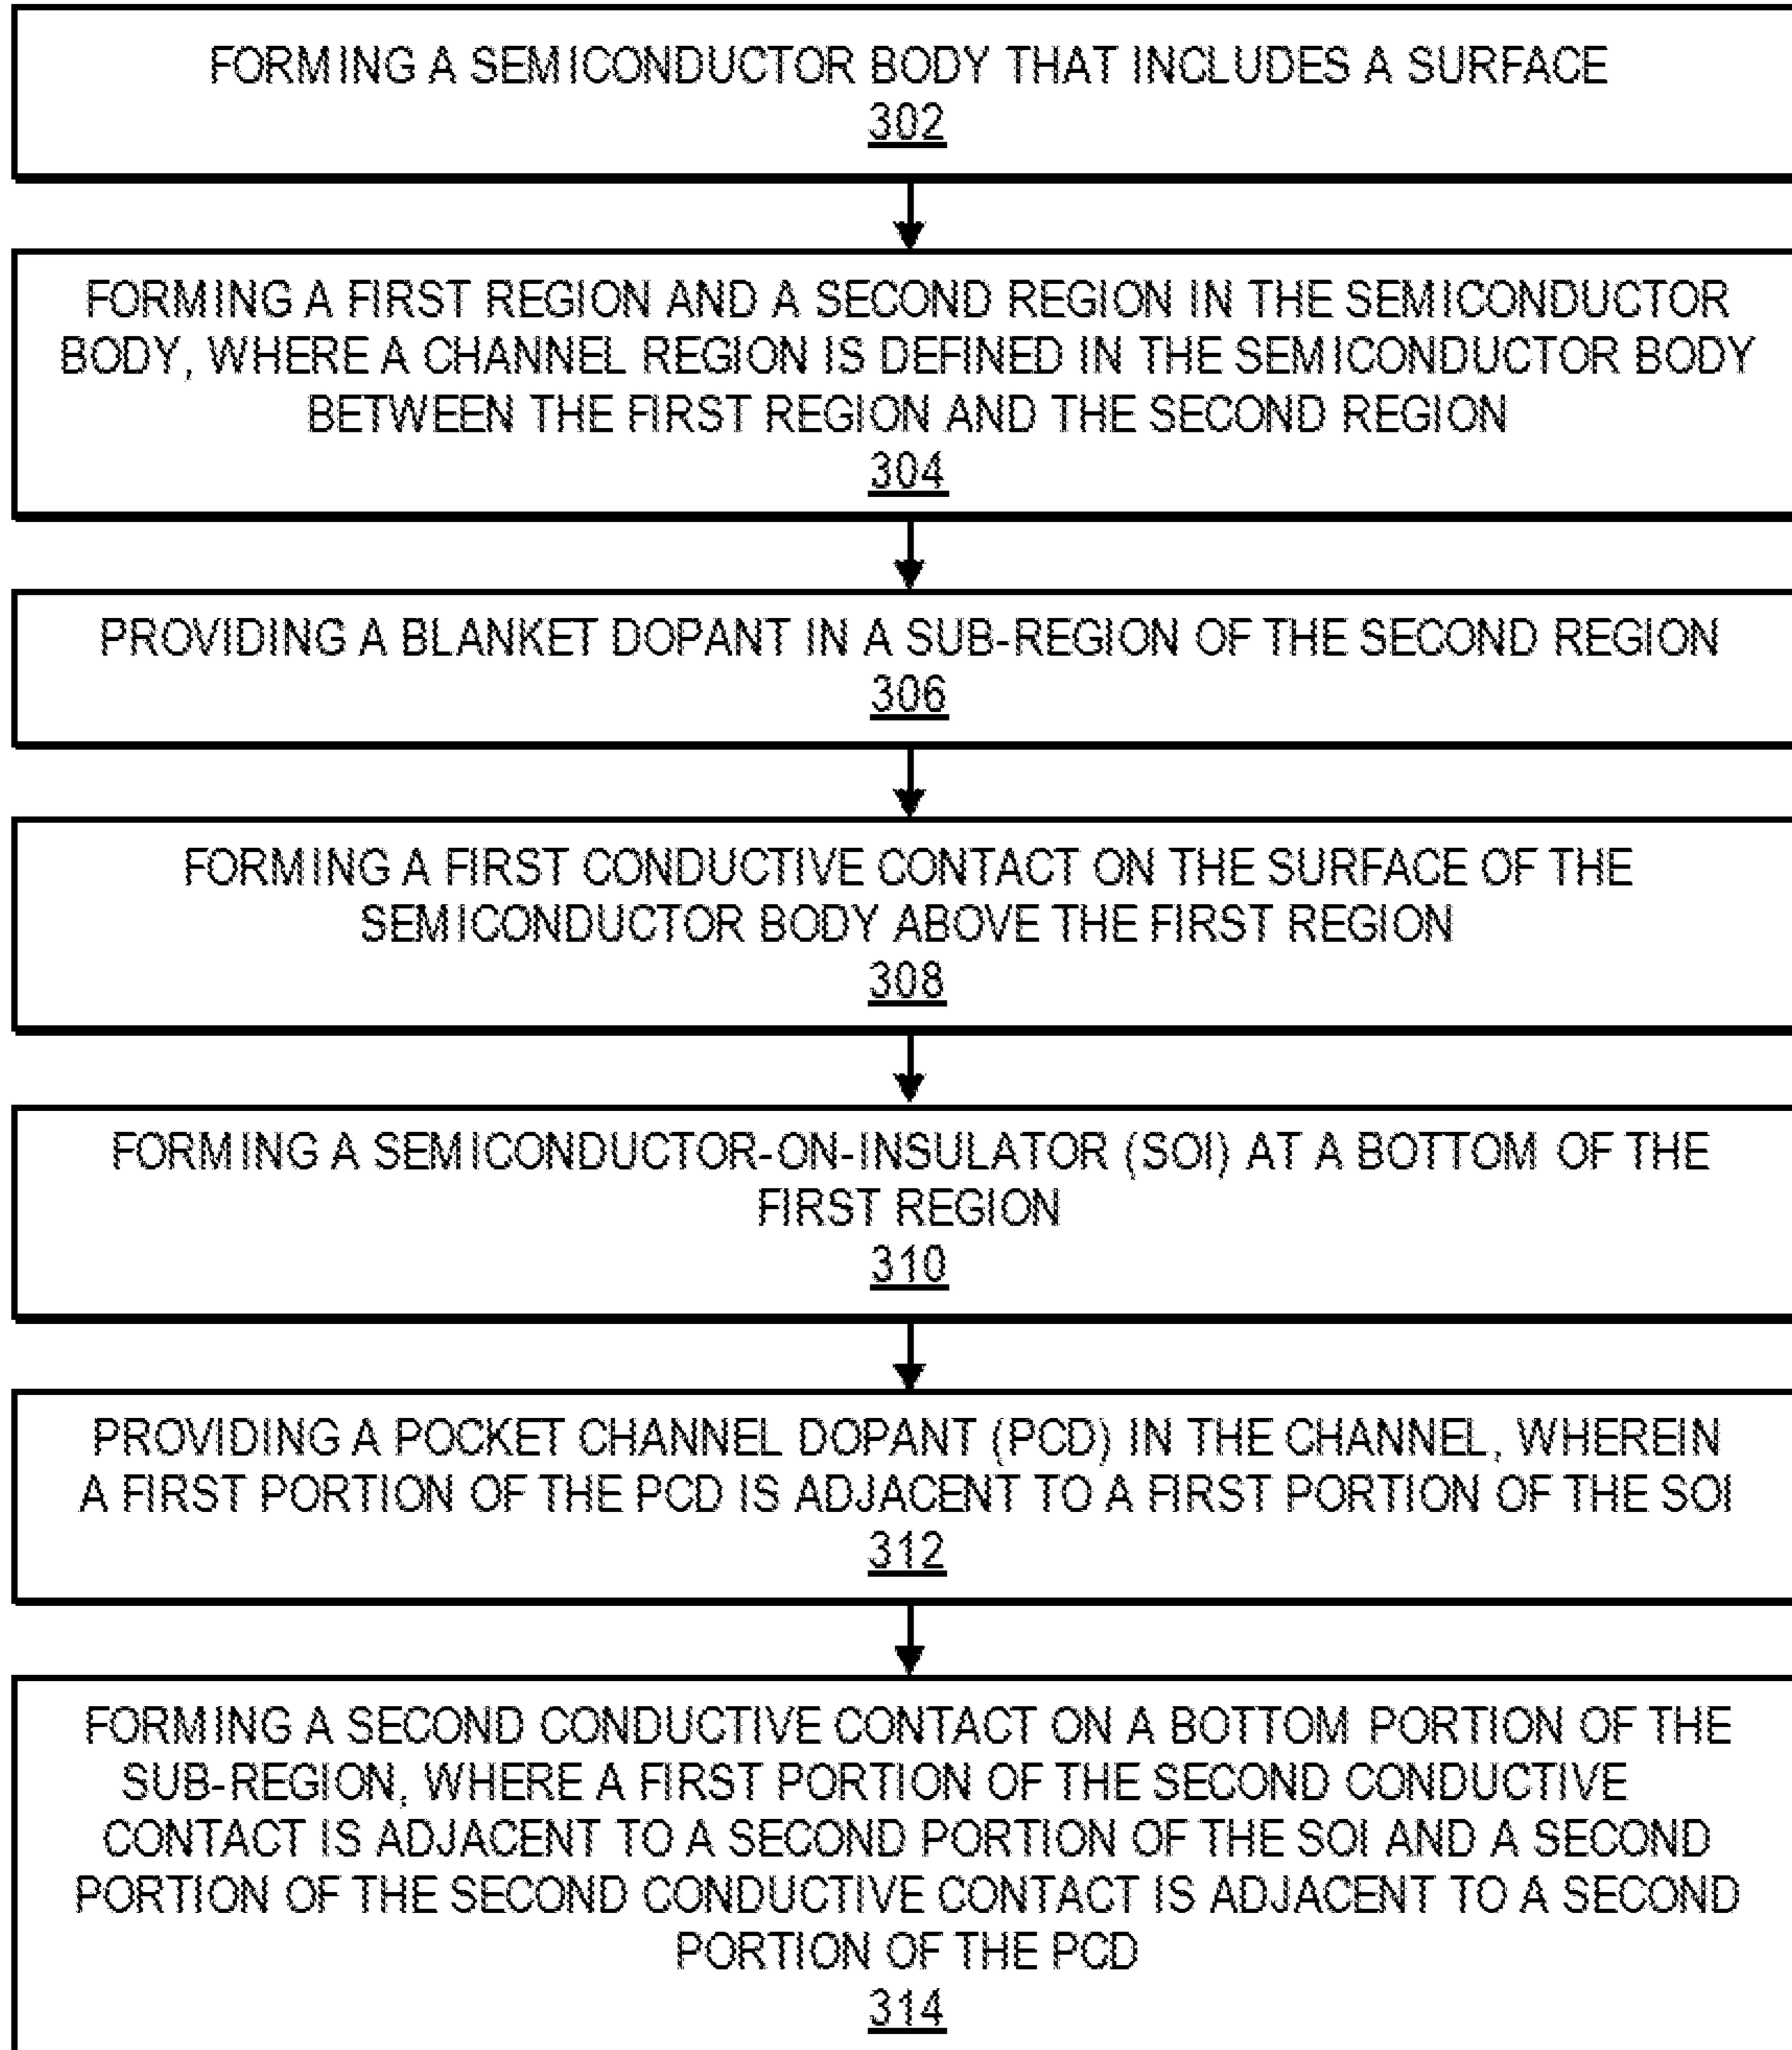 FORMING A SEMICONDUCTOR BODY THAT INCLUDES A SURFACE
302
FORMING A FIRST REGION AND A SECOND REGION IN THE SEMICONDUCTOR
BODY, WHERE A CHANNEL REGION IS DEFINED IN THE SEMICONDUCTOR BODY
BETWEEN THE FIRST REGION AND THE SECOND REGION
304
PROVIDING A BLANKET DOPANT IN A SUB-REGION OF THE SECOND REGION
306
FORMING A FIRST CONDUCTIVE CONTACT ON THE SURFACE OF THE
SEMICONDUCTOR BODY ABOVE THE FIRST REGION
308
FORMING A SEMICONDUCTOR-ON-INSULATOR (SOI) AT A BOTTOM OF THE
FIRST REGION
310
PROVIDING A POCKET CHANNEL DOPANT (PCD) IN THE CHANNEL, WHEREIN
A FIRST PORTION OF THE PCD IS ADJACENT TO A FIRST PORTION OF THE SOI
312
FORMING A SECOND CONDUCTIVE CONTACT ON A BOTTOM PORTION OF THE
SUB-REGION, WHERE A FIRST PORTION OF THE SECOND CONDUCTIVE
CONTACT IS ADJACENT TO A SECOND PORTION OF THE SOI AND A SECOND
PORTION OF THE SECOND CONDUCTIVE CONTACT IS ADJACENT TO A SECOND
PORTION OF THE PCD
314